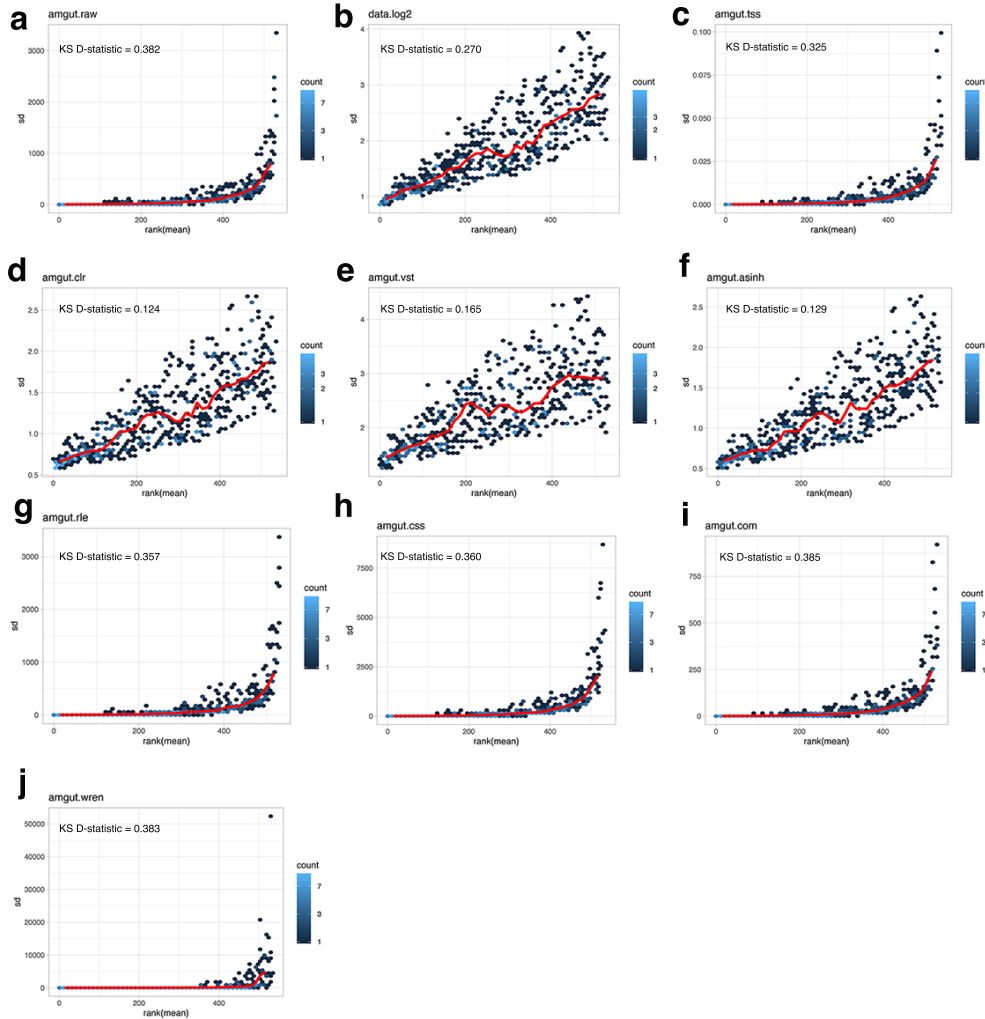 a
amgut.raw
KS D-statistic = 0.382
3000
2000
1000
0
sd
0 200 400
rank(mean)
count
7
3
1
b
data.log2
KS D-statistic = 0.270
4
3
2
1
sd
0 200 400
rank(mean)
count
3
2
1
c
amgut.tss
KS D-statistic = 0.325
0.100
0.075
0.050
0.025
0.000
sd
0 200 400
rank(mean)
count
d
amgut.clr
KS D-statistic = 0.124
2.5
2.0
1.5
1.0
0.5
sd
0 200 400
rank(mean)
count
3
2
1
e
amgut.vst
KS D-statistic = 0.165
4
3
2
sd
0 200 400
rank(mean)
count
3
2
1
f
amgut.asinh
KS D-statistic = 0.129
2.5
2.0
1.5
1.0
0.5
sd
0 200 400
rank(mean)
count
g
amgut.rle
KS D-statistic = 0.357
3000
2000
1000
0
sd
0 200 400
rank(mean)
count
7
3
1
h
amgut.css
KS D-statistic = 0.360
7500
5000
2500
0
sd
0 200 400
rank(mean)
count
7
3
1
i
amgut.com
KS D-statistic = 0.385
750
500
250
0
sd
0 200 400
rank(mean)
count
7
3
1
j
amgut.wren
KS D-statistic = 0.383
50000
40000
30000
20000
10000
0
sd
0 200 400
rank(mean)
count
7
3
1